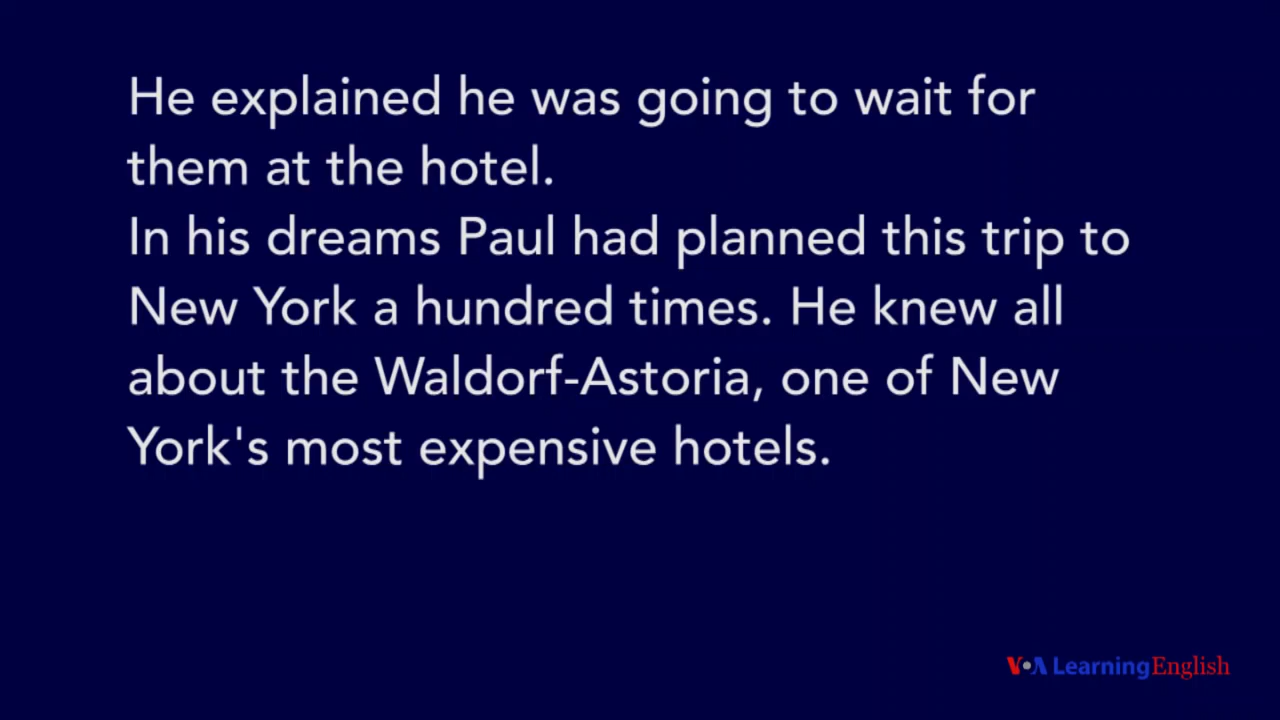 He explained he was going to wait for
them at the hotel.
In his dreams Paul had planned this trip to
New York a hundred times. He knew all
about the Waldorf-Astoria, one of New
York's most expensive hotels.
VOA Learning English